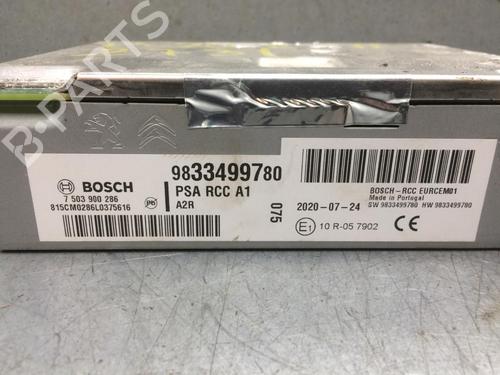 B-PARTS
BOSCH
7 503 900 286
815CM0286L0375616
Pb
9833499780
PSA RCC A1
A2R
075
2020-07-24
E1 10 R-05 7902
BOSCH-RCC EURCEM01
Made in Portugal
SW 9833499780 HW 9833499780
CE